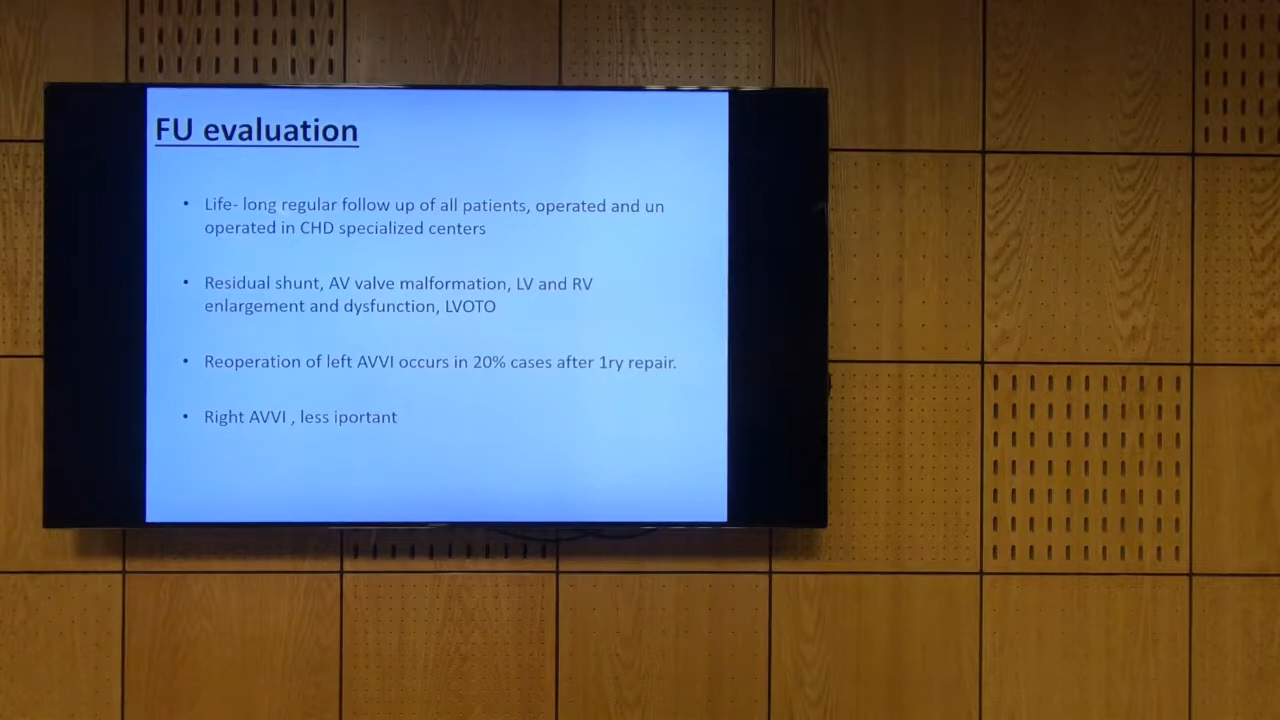 FU evaluation
• Life- long regular follow up of all patients, operated and un
operated in CHD specialized centers
• Residual shunt, AV valve malformation, LV and RV
enlargement and dysfunction, LVOTO
• Reoperation of left AVVI occurs in 20% cases after 1ry repair.
• Right AVVI , less iportant